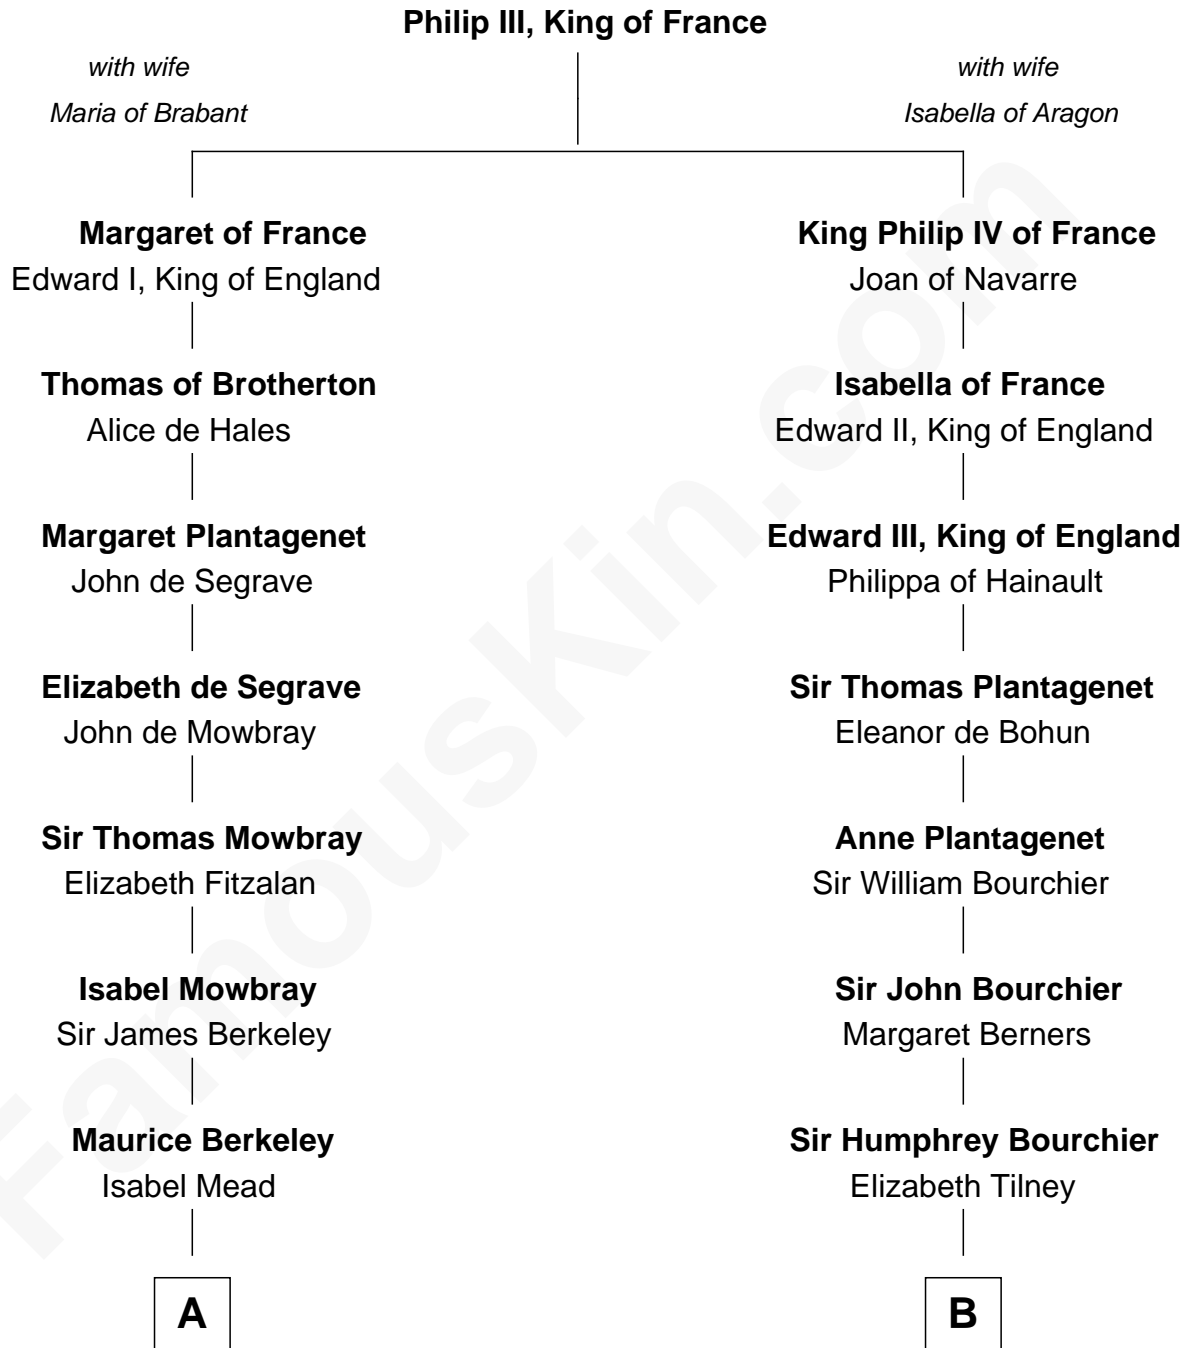 Philip III, King of France
with wife
Maria of Brabant
with wife
Isabella of Aragon
Margaret of France
Edward I, King of England
King Philip IV of France
Joan of Navarre
Thomas of Brotherton
Alice de Hales
Isabella of France
Edward II, King of England
Margaret Plantagenet
John de Segrave
Edward III, King of England
Philippa of Hainault
Elizabeth de Segrave
John de Mowbray
Sir Thomas Plantagenet
Eleanor de Bohun
Sir Thomas Mowbray
Elizabeth Fitzalan
Anne Plantagenet
Sir William Bourchier
Isabel Mowbray
Sir James Berkeley
Sir John Bourchier
Margaret Berners
Maurice Berkeley
Isabel Mead
Sir Humphrey Bourchier
Elizabeth Tilney
A
B
FamousKin.com